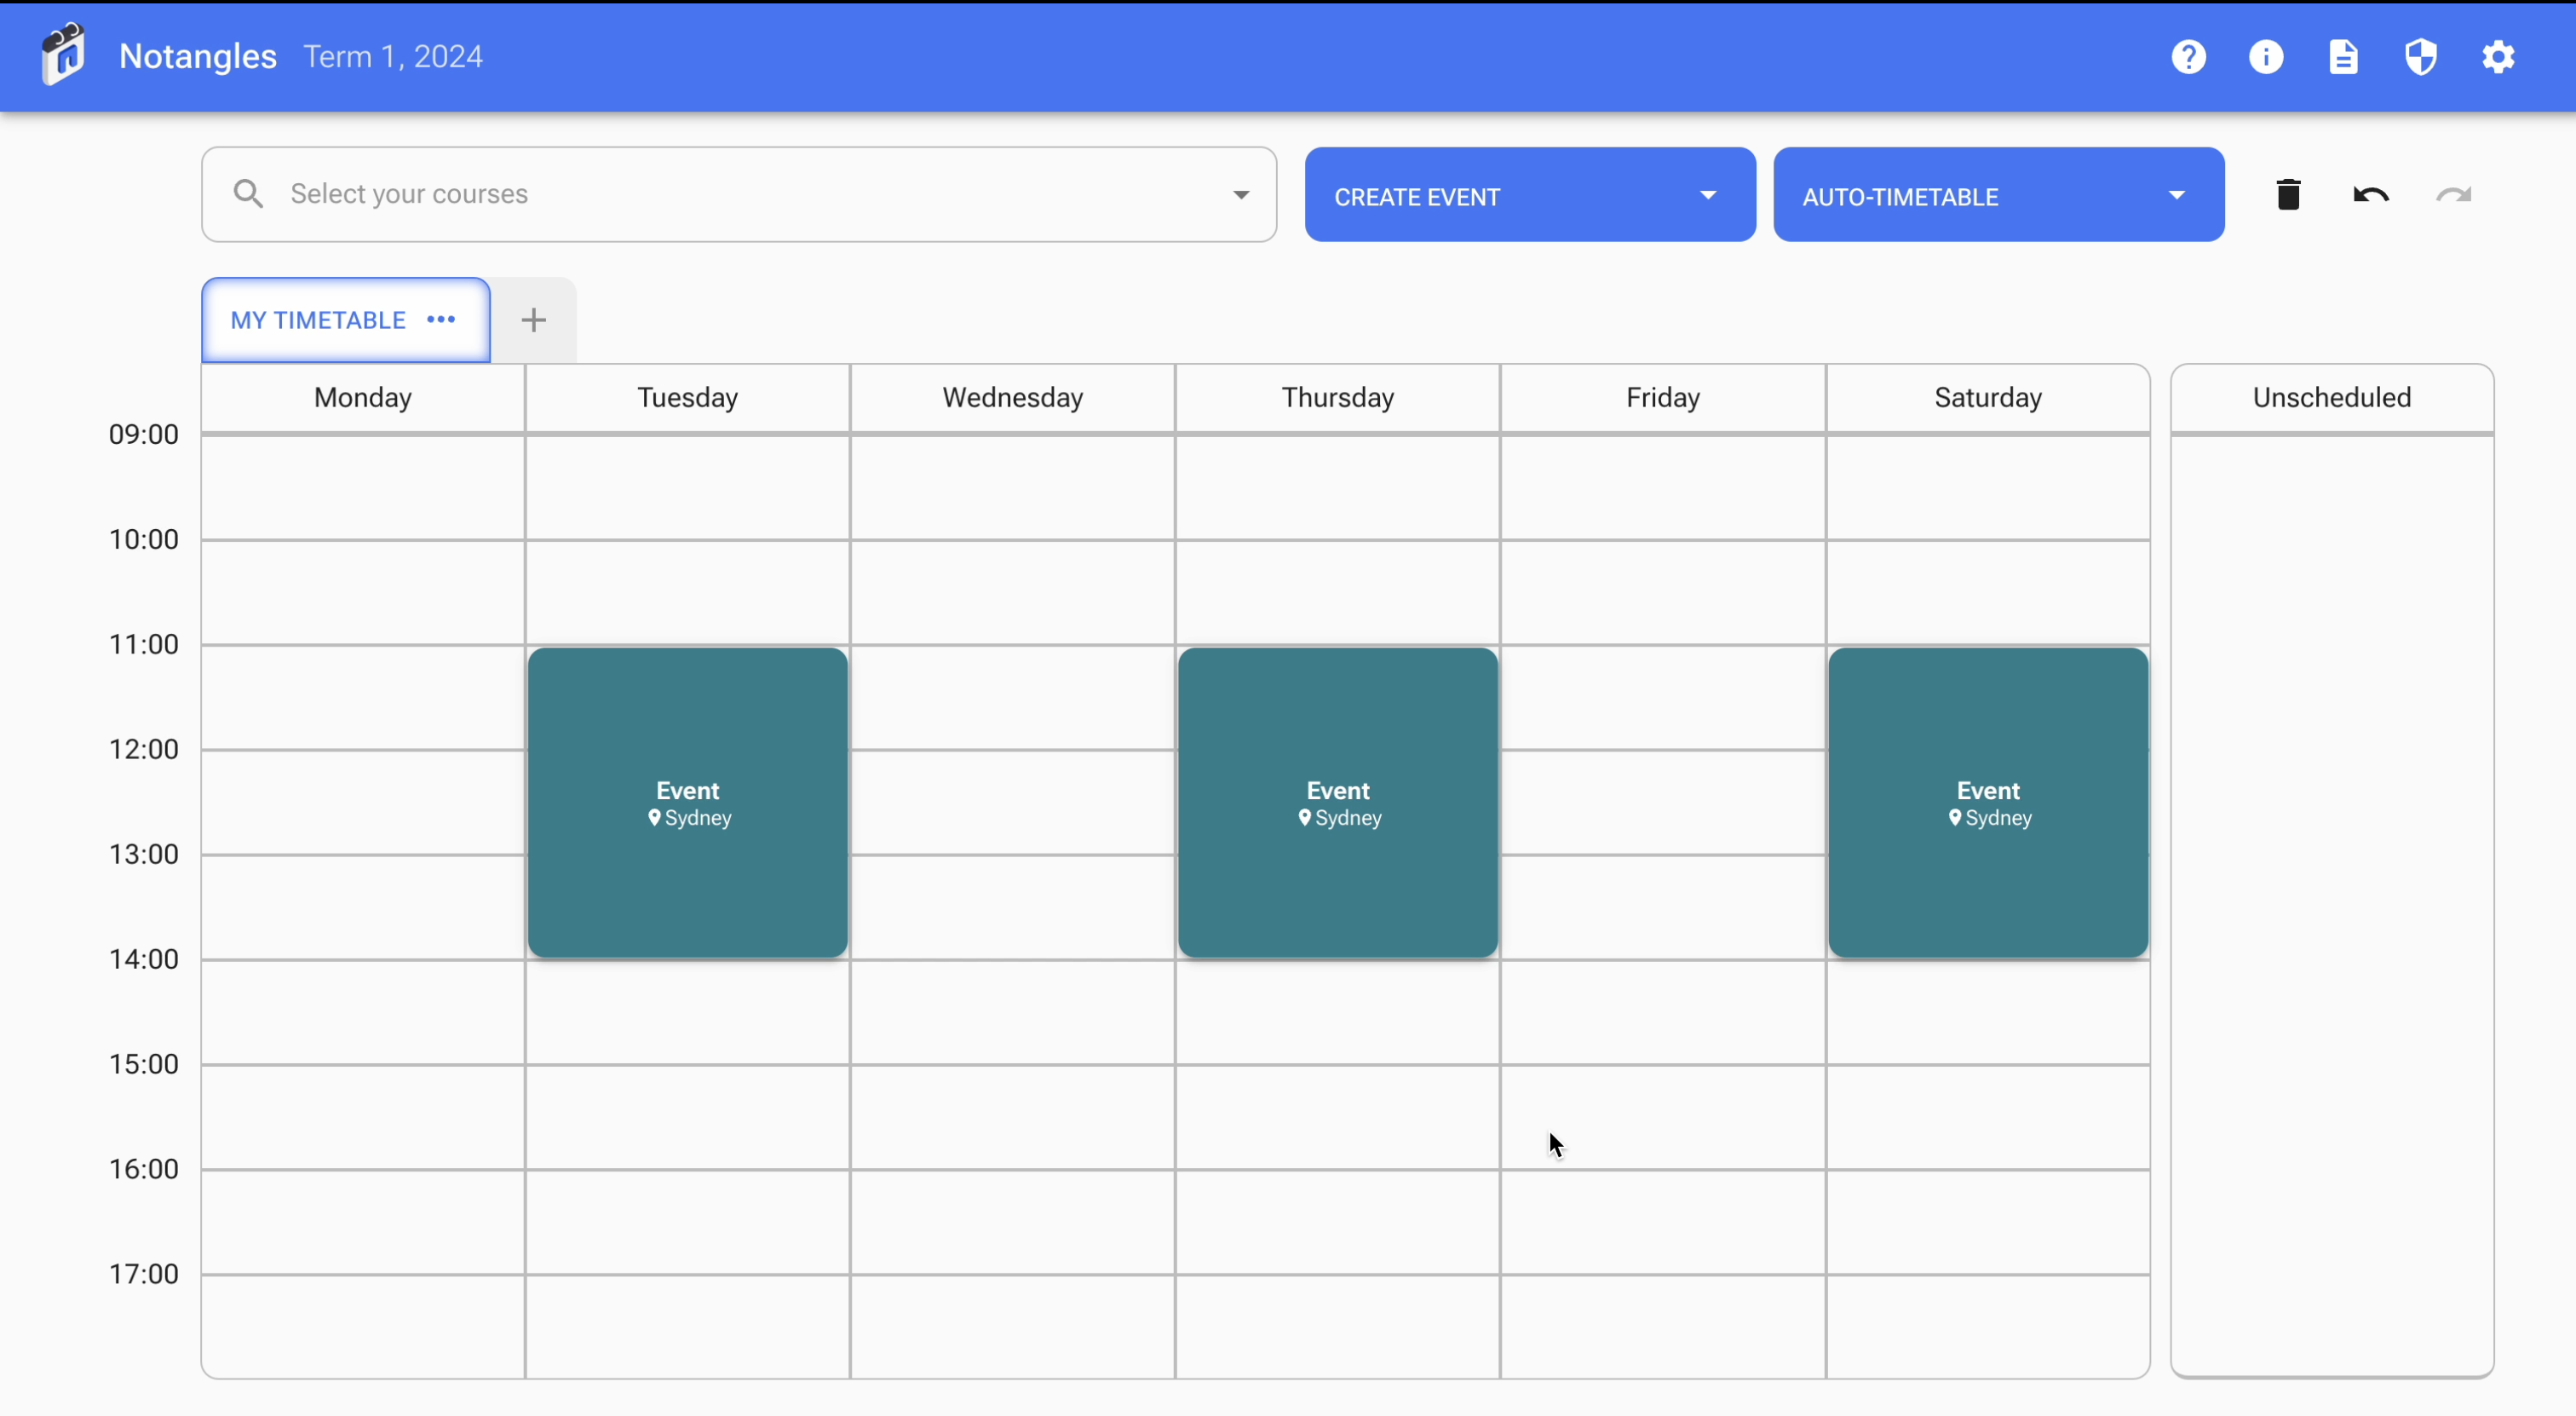 Notangles Term 1, 2024
Select your courses
CREATE EVENT
AUTO-TIMETABLE
MY TIMETABLE
Monday Tuesday Wednesday Thursday Friday Saturday Unscheduled
09:00
10:00
11:00
12:00
Event Event Event
Sydney Sydney Sydney
13:00
14:00
15:00
16:00
17:00